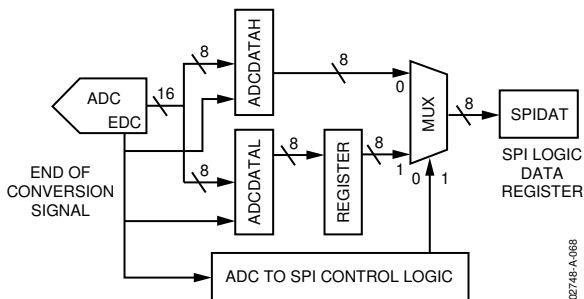 ADC
EDC
16
8
8
ADCDATAH
ADCDATAL
8
8
REGISTER
8
0
1
MUX
0 1
8
SPIDAT
SPI LOGIC
DATA
REGISTER
END OF
CONVERSION
SIGNAL
ADC TO SPI CONTROL LOGIC
02748-A-068